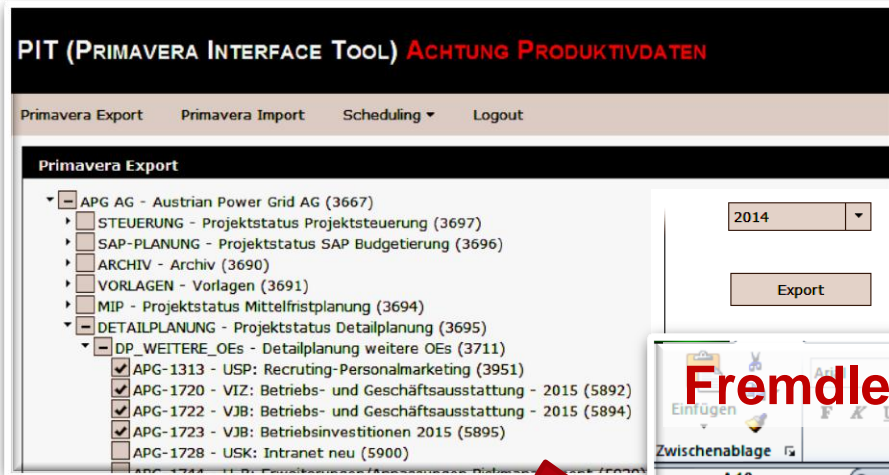 PIT (PRIMAVERA INTERFACE TOOL) ACHTUNG PRODUKTIVDATEN
Primavera Export Primavera Import Scheduling Logout
Primavera Export
APG AG - Austrian Power Grid AG (3667)
STEUERUNG - Projektstatus Projektsteuerung (3697)
SAP-PLANUNG - Projektstatus SAP Budgetierung (3696)
ARCHIV - Archiv (3690)
VORLAGEN - Vorlagen (3691)
MIP - Projektstatus Mittelfristplanung (3694)
DETAILPLANUNG - Projektstatus Detailplanung (3695)
DP_WEITERE_OEs - Detailplanung weitere OEs (3711)
APG-1313 - USP: Recruting-Personalmarketing (3951)
APG-1720 - VIZ: Betriebs- und Geschäftsausstattung - 2015 (5892)
APG-1722 - VJB: Betriebs- und Geschäftsausstattung - 2015 (5894)
APG-1723 - VJB: Betriebsinvestitionen 2015 (5895)
APG-1728 - USK: Intranet neu (5900)
2014
Export
Fremdle
Einfügen
F K U
Zwischenablage